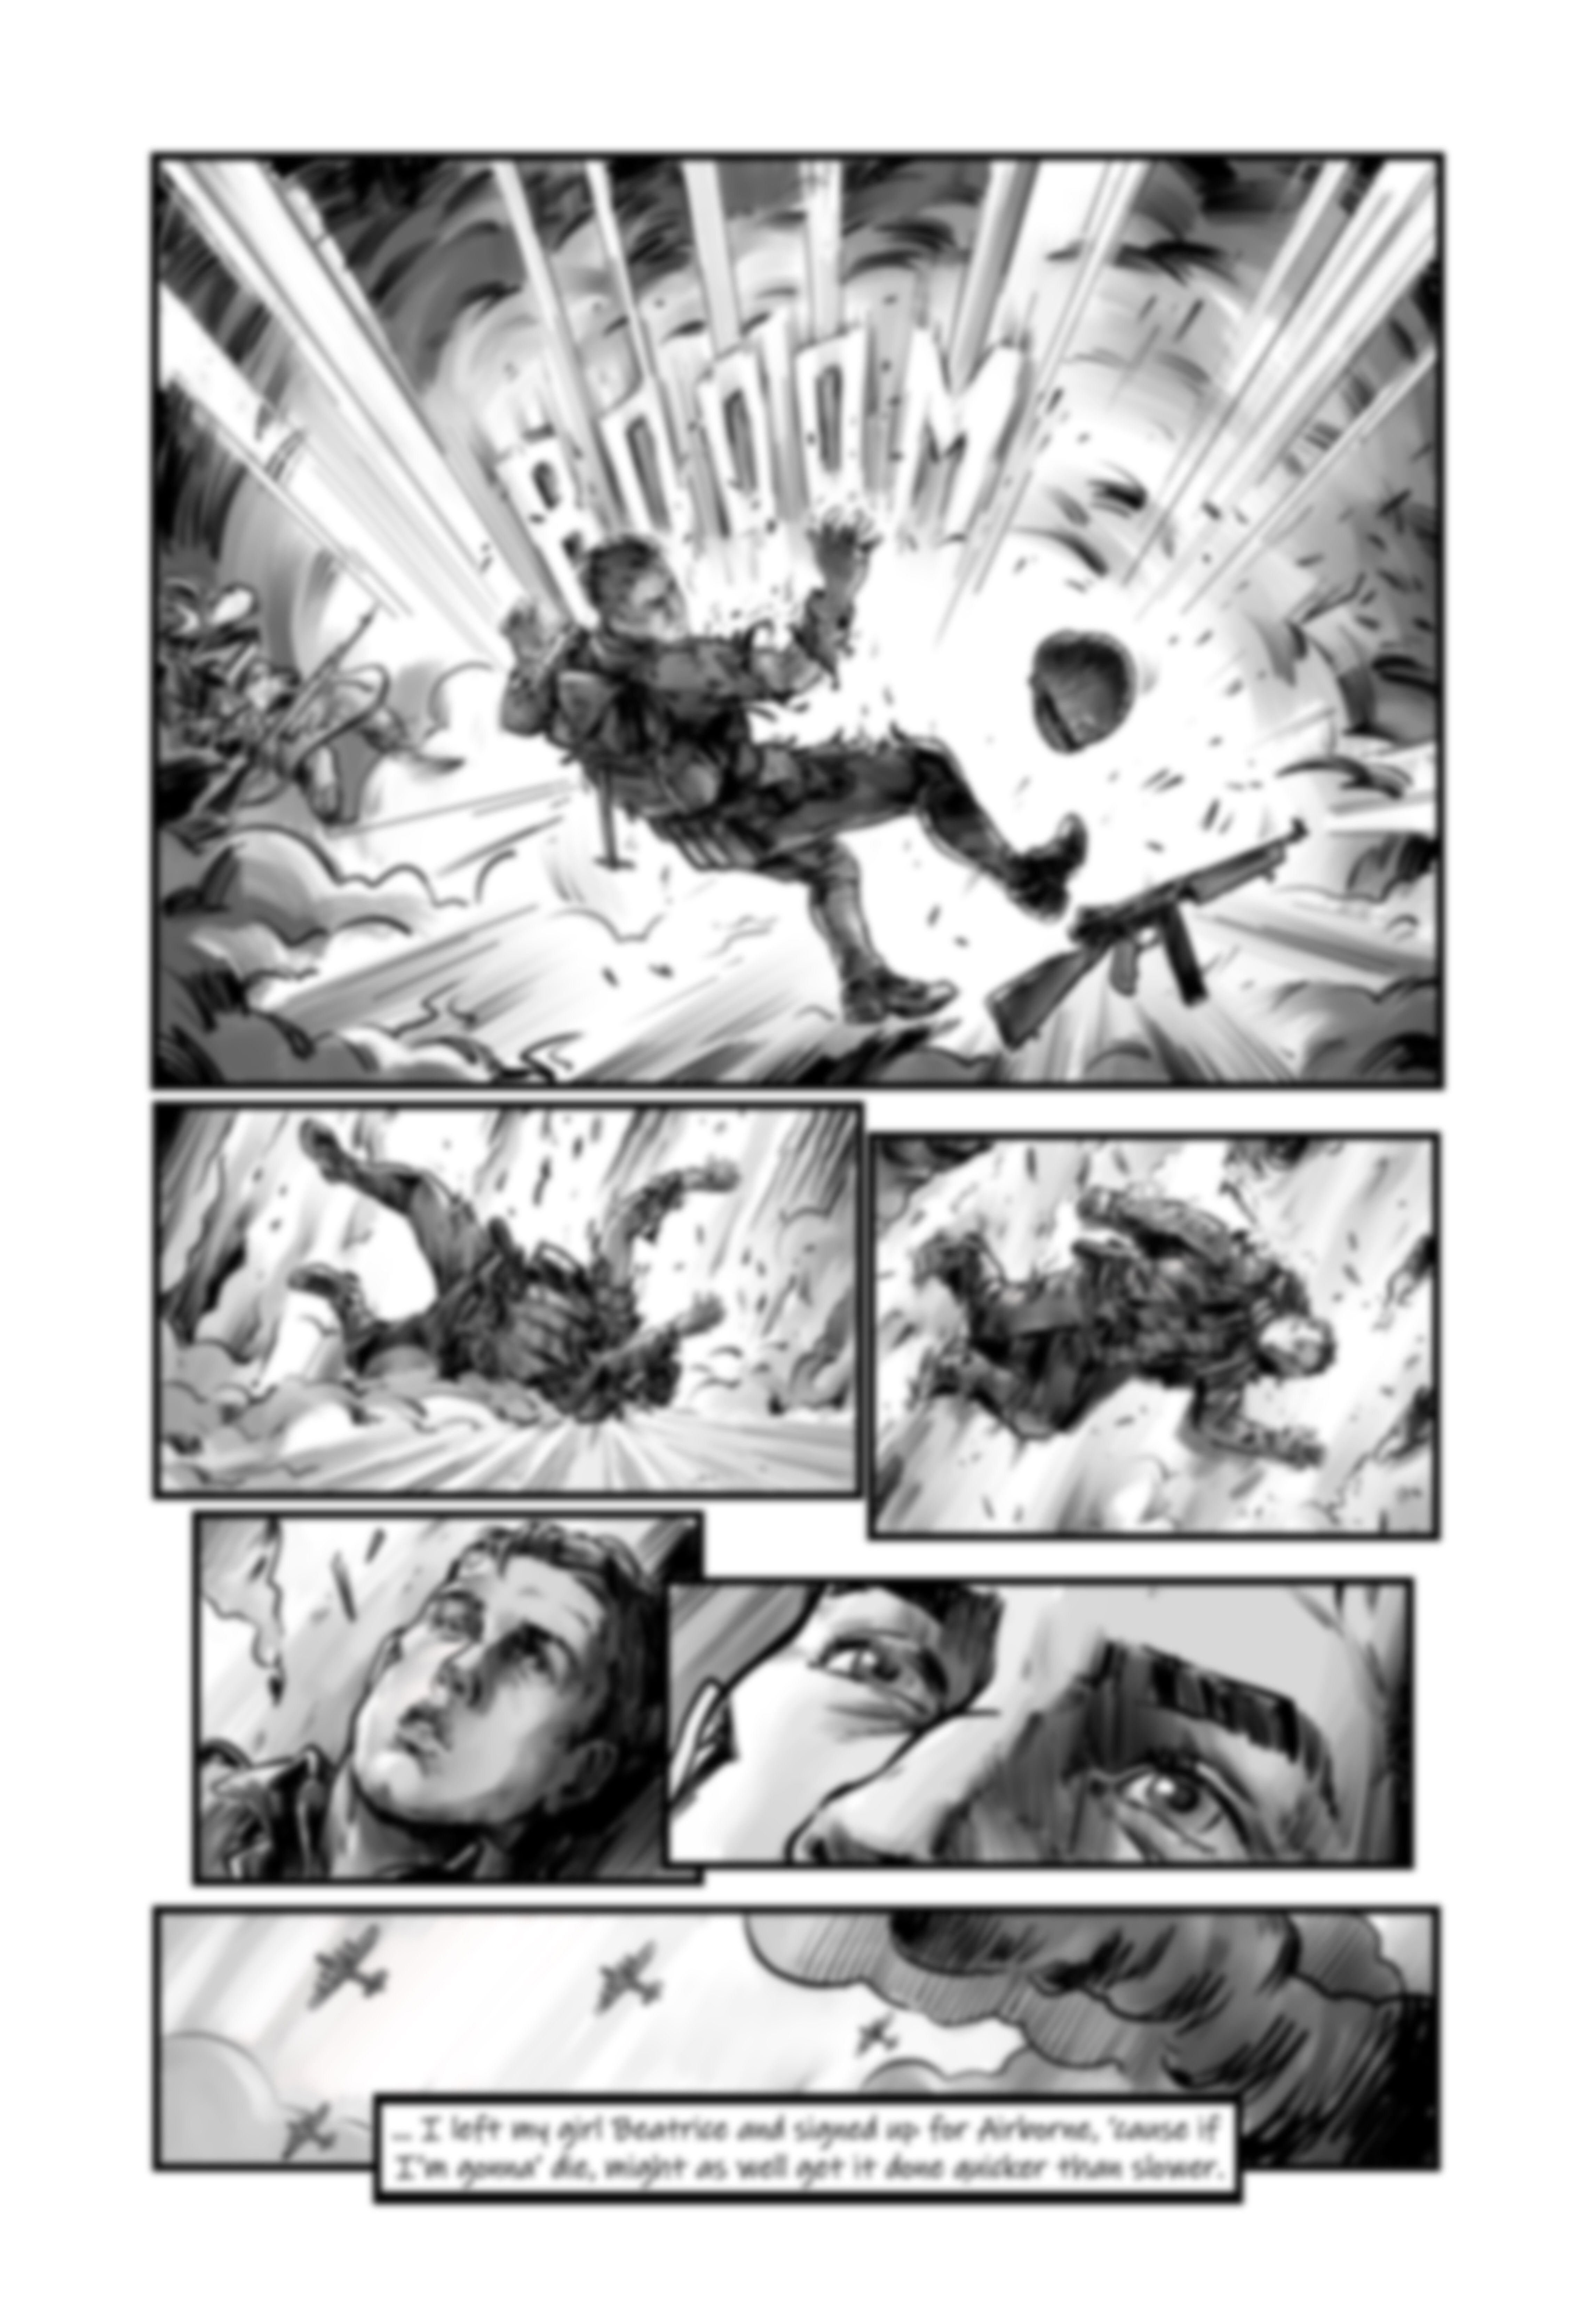 BOOOM
... I left my girl Beatrice and signed up for Airborne, 'cause if
I'm gonna' die, might as well get it done quicker than slower.